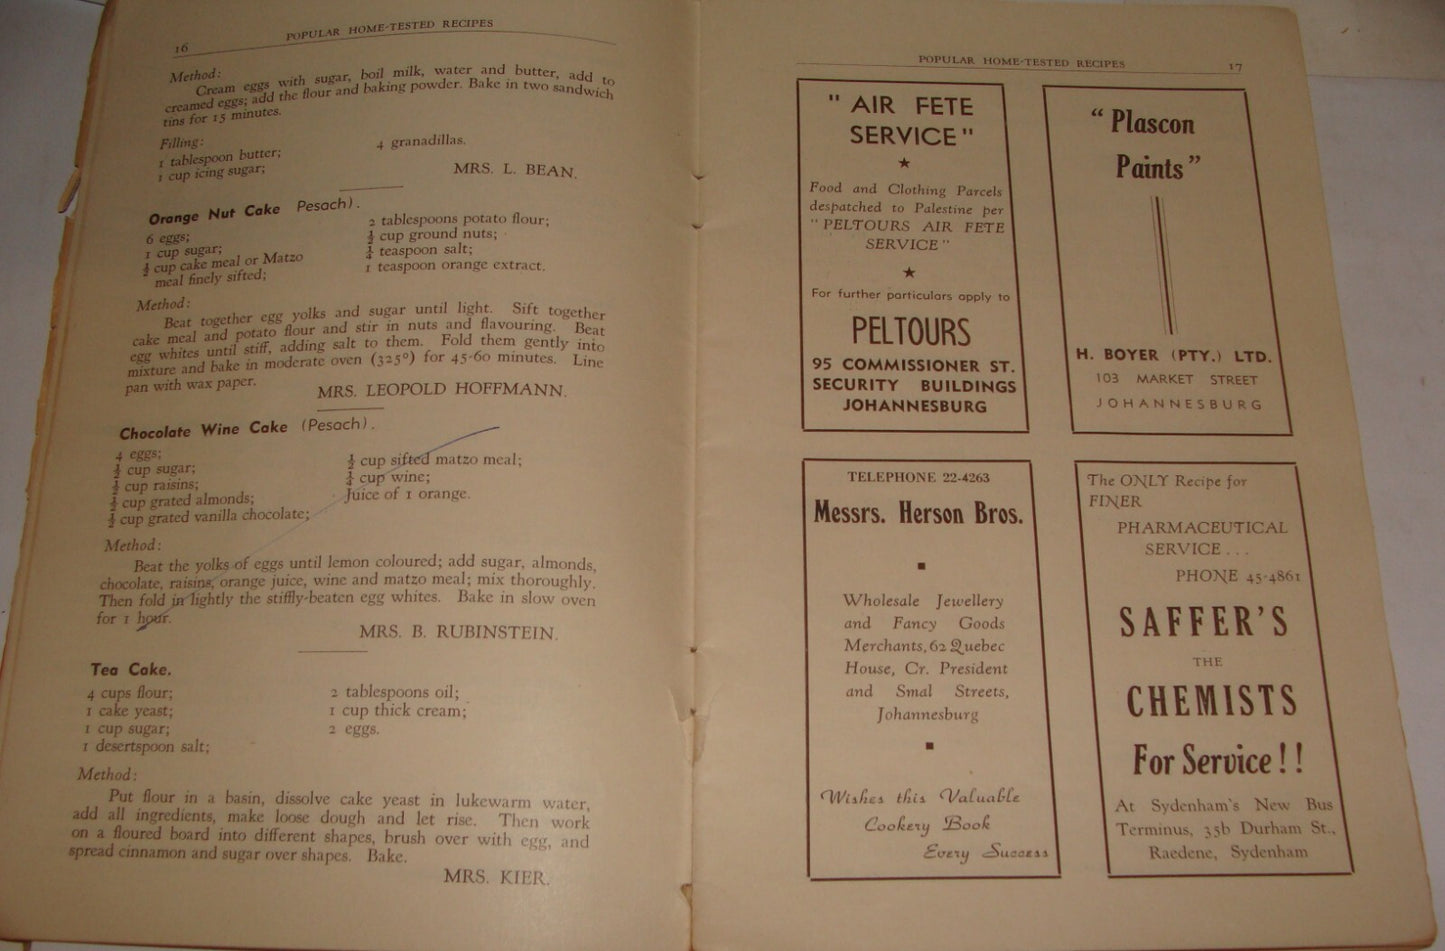 16
POPULAR HOME-TESTED RECIPES
Method:
Cream eggs with sugar, boil milk, water and butter, add to
creamed eggs; add the flour and baking powder. Bake in two sandwich
tins for 15 minutes.
Filling:
1 tablespoon butter;
1 cup icing sugar;
4 granadillas.
MRS. L. BEAN.
Orange Nut Cake Pesach).
6 eggs;
1 cup sugar;
½ cup cake meal or Matzo
meal finely sifted;
2 tablespoons potato flour;
½ cup ground nuts;
¼ teaspoon salt;
1 teaspoon orange extract.
Method:
Beat together egg yolks and sugar until light. Sift together
cake meal and potato flour and stir in nuts and flavouring. Beat
egg whites until stiff, adding salt to them. Fold them gently into
mixture and bake in moderate oven (325°) for 45-60 minutes. Line
pan with wax paper.
MRS. LEOPOLD HOFFMANN.
Chocolate Wine Cake (Pesach).
4 eggs;
½ cup sugar;
½ cup raisins;
½ cup grated almonds;
½ cup grated vanilla chocolate;
½ cup sifted matzo meal;
¼ cup wine;
Juice of 1 orange.
Method:
Beat the yolks of eggs until lemon coloured; add sugar, almonds,
chocolate, raisins, orange juice, wine and matzo meal; mix thoroughly.
Then fold in lightly the stiffly-beaten egg whites. Bake in slow oven
for 1 hour.
MRS. B. RUBINSTEIN.
Tea Cake.
4 cups flour;
1 cake yeast;
1 cup sugar;
1 desertspoon salt;
2 tablespoons oil;
1 cup thick cream;
2 eggs.
Method:
Put flour in a basin, dissolve cake yeast in lukewarm water,
add all ingredients, make loose dough and let rise. Then work
on a floured board into different shapes, brush over with egg, and
spread cinnamon and sugar over shapes. Bake.
MRS. KIER.
POPULAR HOME-TESTED RECIPES
17
" AIR FETE
SERVICE "
Food and Clothing Parcels
despatched to Palestine per
" PELTOURS AIR FETE
SERVICE "
For further particulars apply to
PELTOURS
95 COMMISSIONER ST.
SECURITY BUILDINGS
JOHANNESBURG
" Plascon
Paints "
H. BOYER (PTY.) LTD.
103 MARKET STREET
JOHANNESBURG
TELEPHONE 22-4263
Messrs. Herson Bros.
Wholesale Jewellery
and Fancy Goods
Merchants, 62 Quebec
House, Cr. President
and Smal Streets,
Johannesburg
Wishes this Valuable
Cookery Book
Every Success
The ONLY Recipe for
FINER
PHARMACEUTICAL
SERVICE . . .
PHONE 45-4861
SAFFER'S
THE
CHEMISTS
For Service ! !
At Sydenham's New Bus
Terminus, 35b Durham St.,
Raedene, Sydenham